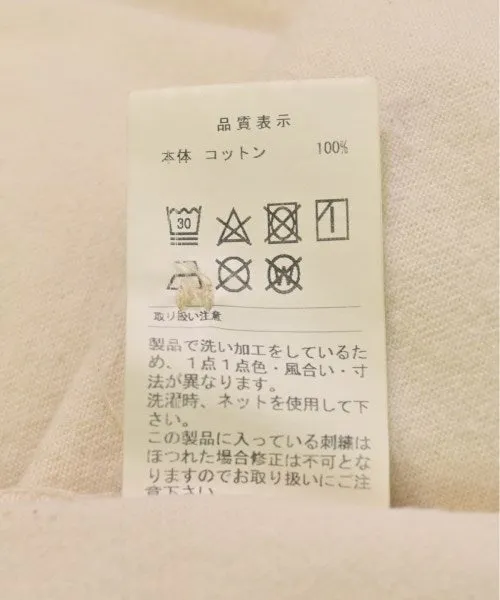 品質表示
本体 コットン 100%
30
W
取り扱い注意
製品で洗い加工をしているた
め、１点１点色・風合い・寸
法が異なります。
洗濯時、ネットを使用して下
さい。
この製品に入っている刺繍は
ほつれた場合修正は不可とな
りますのでお取り扱いにご注
意下さい。